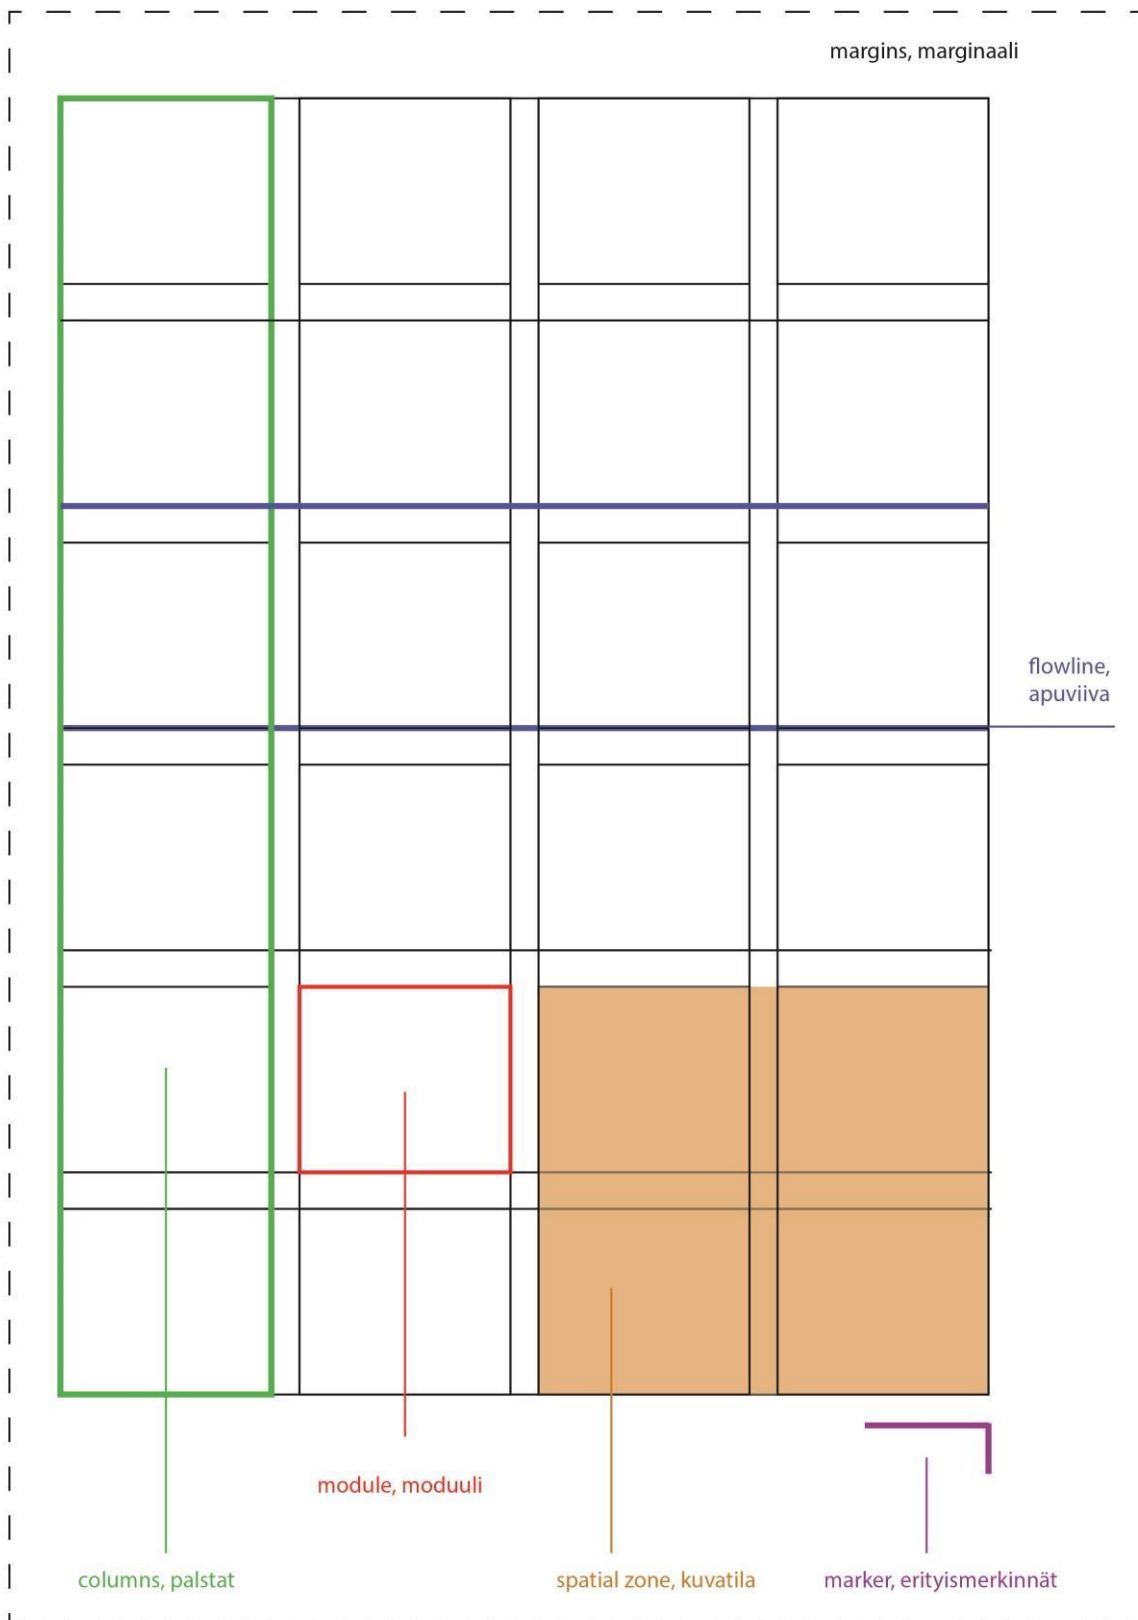 margins, marginaali
flowline,
apuviiva
module, moduuli
columns, palstat
spatial zone, kuvatila
marker, erityismerkinnät